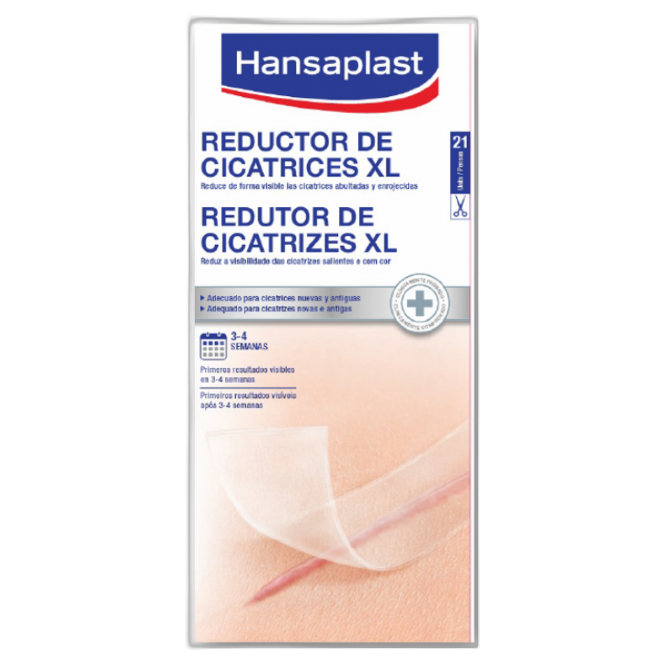 Hansaplast
REDUCTOR DE
CICATRICES XL
Reduce de forma visible las cicatrices abultadas y enrojecidas
REDUTOR DE
CICATRIZES XL
Reduz a visibilidade das cicatrizes salientes e com cor
21
Units / Pensos
Adecuado para cicatrices nuevas y antiguas
Adequado para cicatrizes novas e antigas
3-4
SEMANAS
Primeros resultados visibles
en 3-4 semanas
Primeiros resultados visíveis
após 3-4 semanas